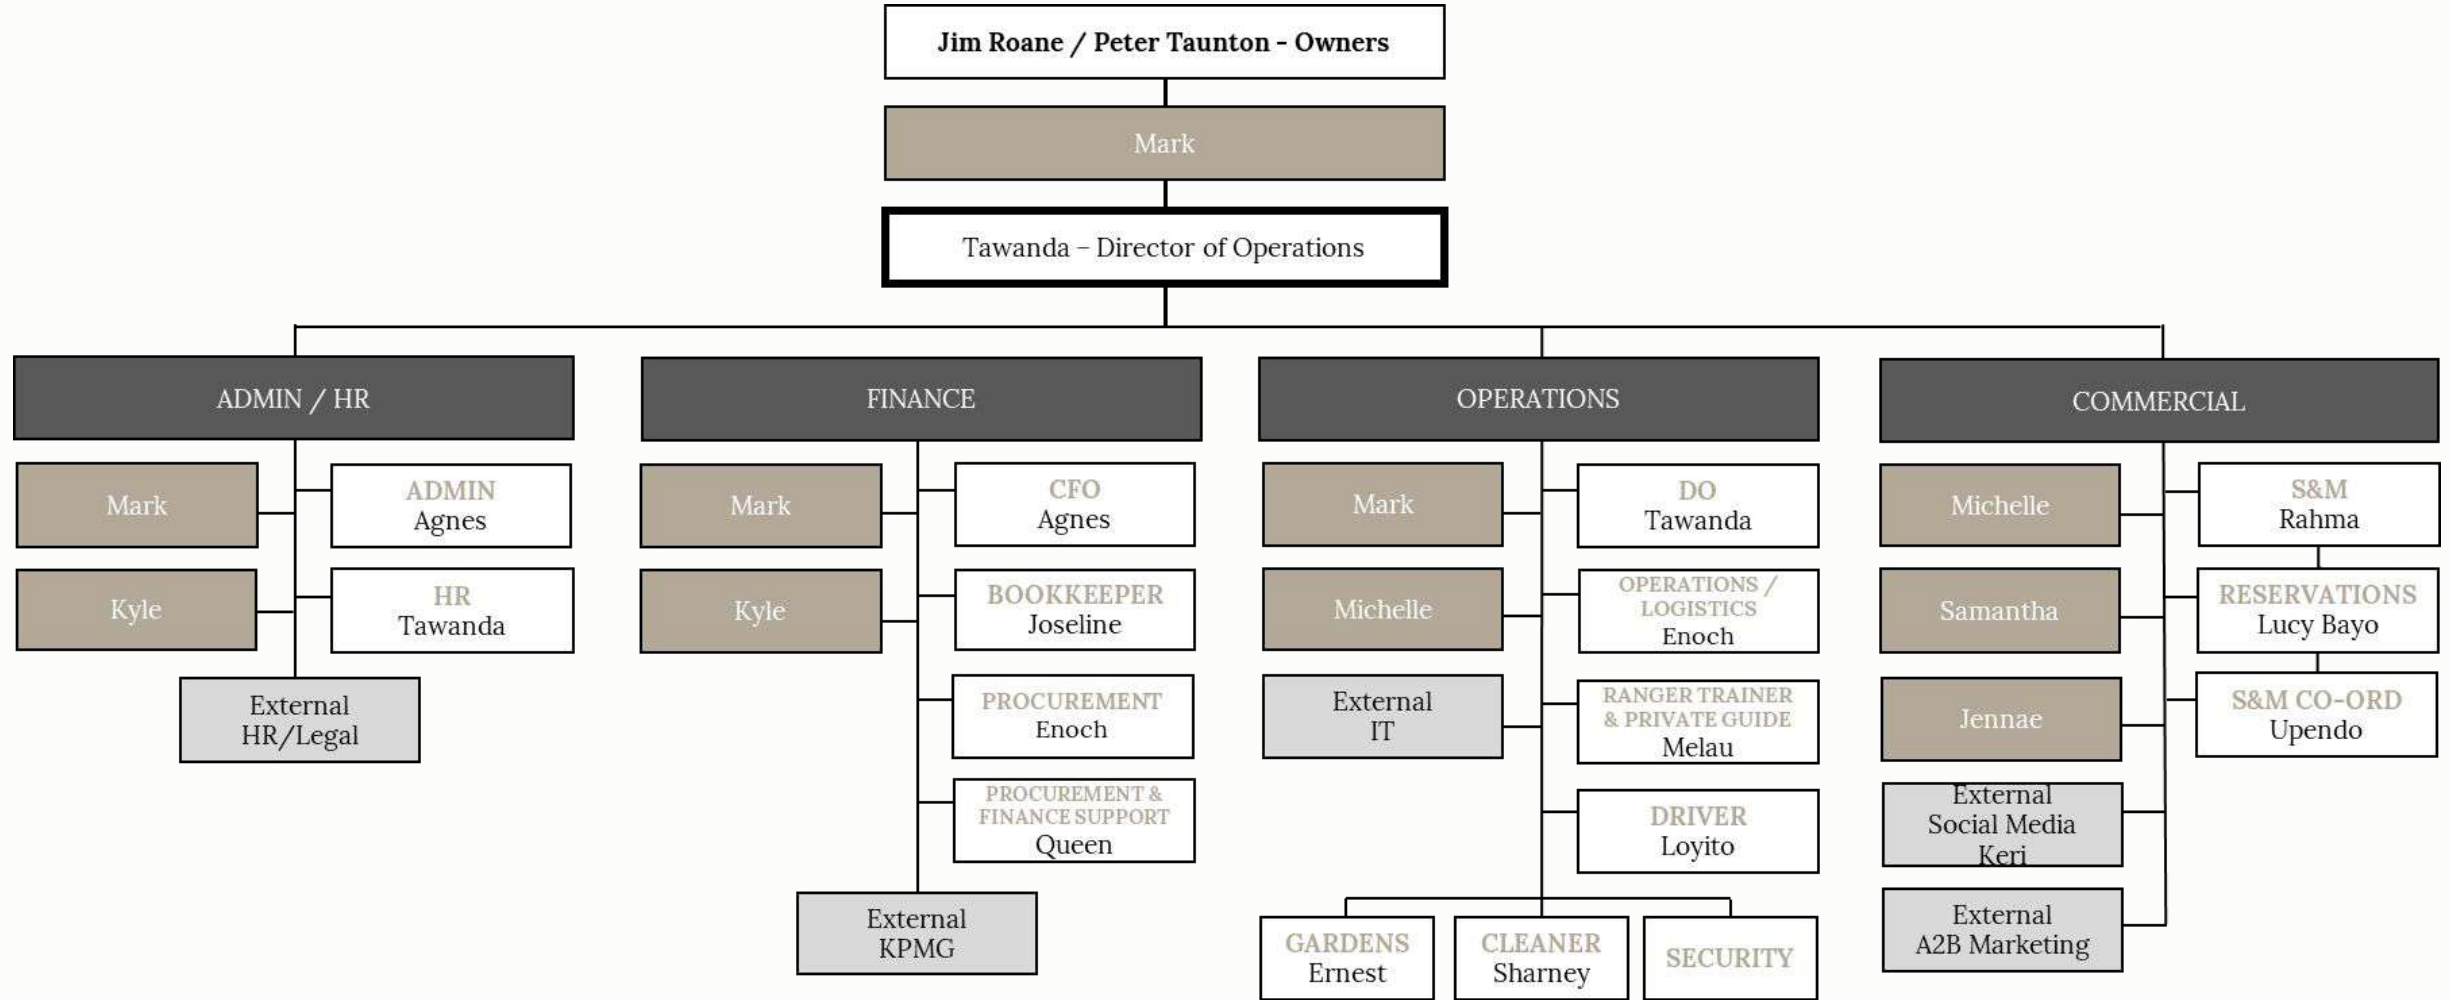 Jim Roane / Peter Taunton - Owners
Mark
Tawanda – Director of Operations
ADMIN / HR
Mark
ADMIN
Agnes
Kyle
HR
Tawanda
External
HR/Legal
FINANCE
Mark
CFO
Agnes
Kyle
BOOKKEEPER
Joseline
PROCUREMENT
Enoch
PROCUREMENT &
FINANCE SUPPORT
Queen
External
KPMG
OPERATIONS
Mark
DO
Tawanda
Michelle
OPERATIONS /
LOGISTICS
Enoch
External
IT
RANGER TRAINER
& PRIVATE GUIDE
Melau
DRIVER
Loyito
GARDENS
Ernest
CLEANER
Sharney
SECURITY
COMMERCIAL
Michelle
S&M
Rahma
Samantha
RESERVATIONS
Lucy Bayo
Jennae
S&M CO-ORD
Upendo
External
Social Media
Keri
External
A2B Marketing